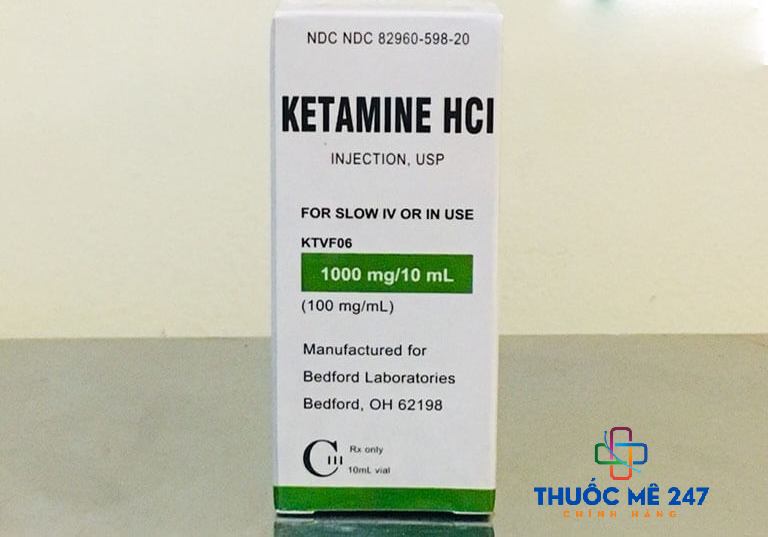 NDC NDC 82960-598-20
KETAMINE HCl
INJECTION, USP
FOR SLOW IV OR IN USE
KTVF06
1000 mg/10 mL
(100 mg/mL)
Manufactured for
Bedford Laboratories
Bedford, OH 62198
CIII
Rx only
10mL vial
THUỐC MÊ 247
CHÍNH HÃNG